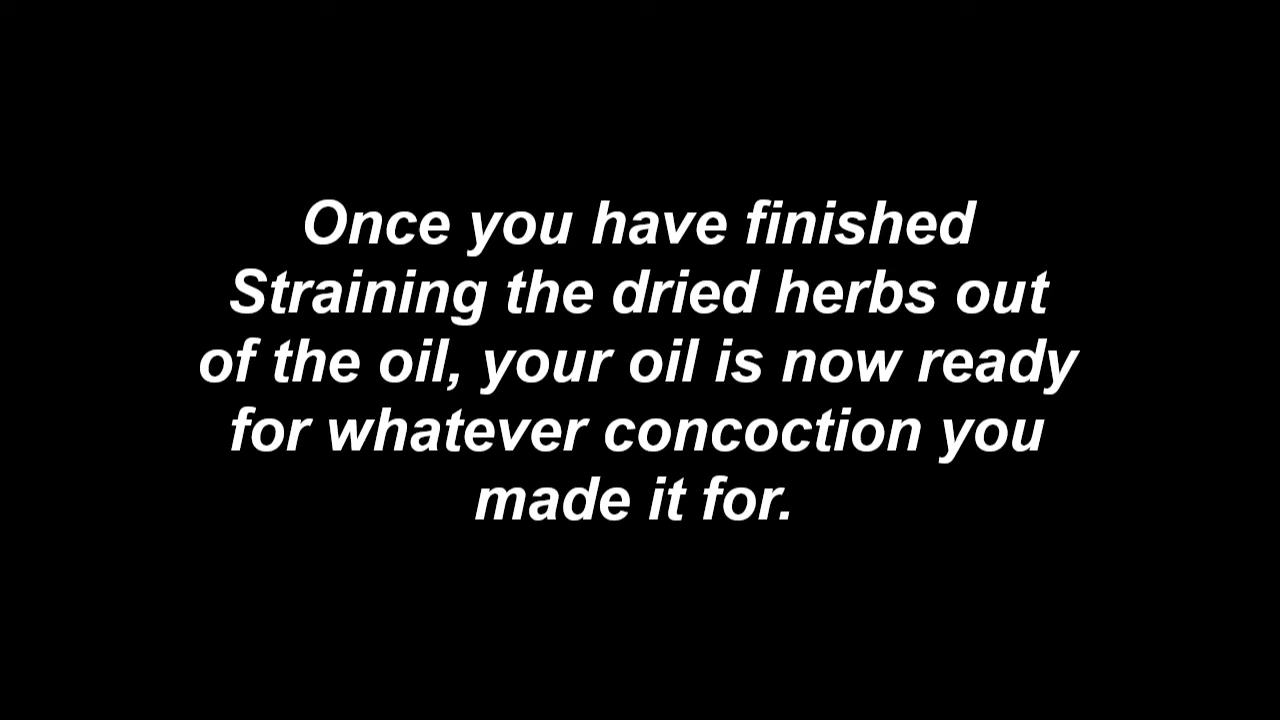 Once you have finished
Straining the dried herbs out
of the oil, your oil is now ready
for whatever concoction you
made it for.